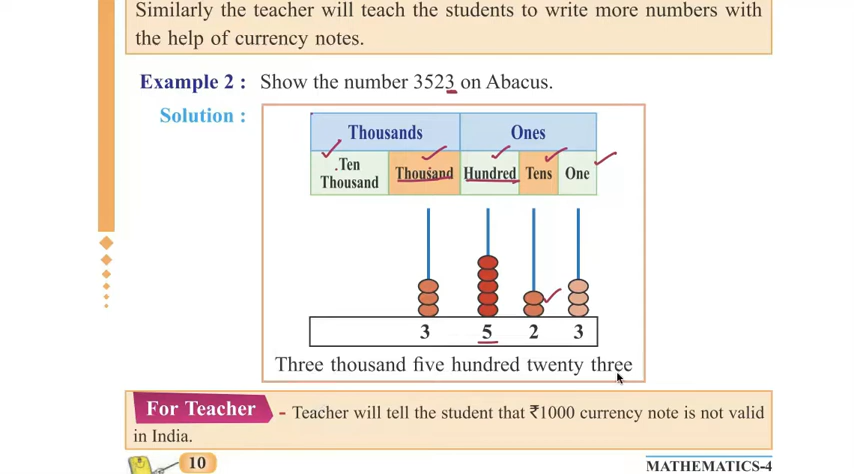 Similarly the teacher will teach the students to write more numbers with
the help of currency notes.
Example 2 : Show the number 3523 on Abacus.
Solution :
Thousands Ones
Ten Thousand Thousand Hundred Tens One
3 5 2 3
Three thousand five hundred twenty three
For Teacher - Teacher will tell the student that ₹1000 currency note is not valid
in India.
10
MATHEMATICS-4